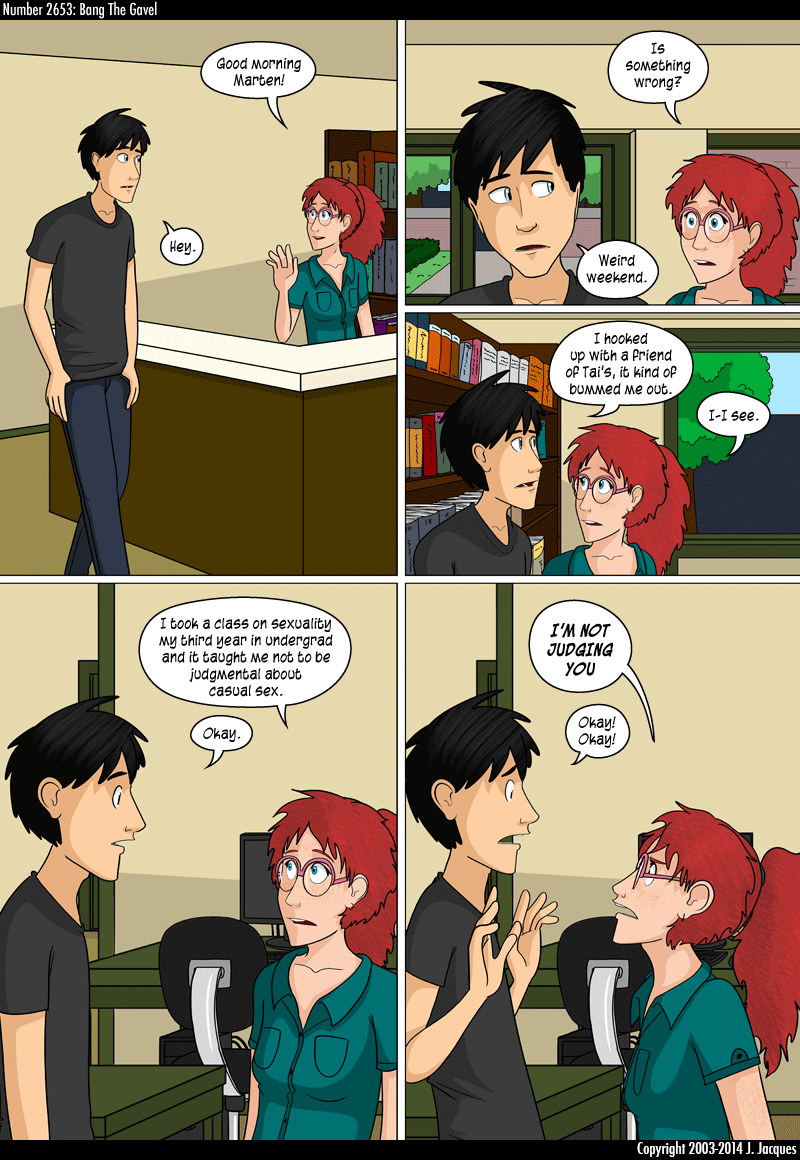 Number 2653: Bang The Gavel
Good morning
Marten!
Hey.
Is
something
wrong?
Weird
weekend.
I hooked
up with a friend
of Tai's, it kind of
bummed me out.
I-I see.
I took a class on sexuality
my third year in undergrad
and it taught me not to be
judgmental about
casual sex.
Okay.
I'M NOT
JUDGING
YOU
Okay!
Okay!
Copyright 2003-2014 J. Jacques